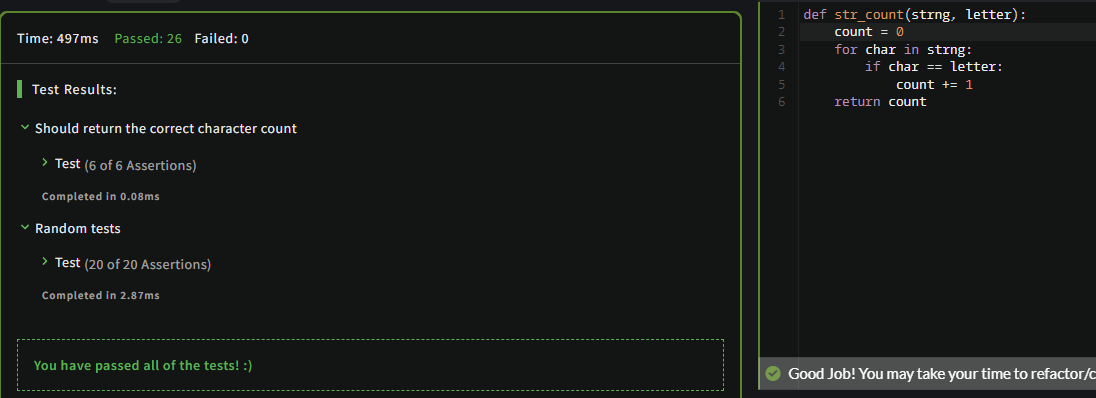 Time: 497ms Passed: 26 Failed: 0
Test Results:
Should return the correct character count
Test (6 of 6 Assertions)
Completed in 0.08ms
Random tests
Test (20 of 20 Assertions)
Completed in 2.87ms
You have passed all of the tests! :)
1 def str_count(strng, letter):
2     count = 0
3     for char in strng:
4         if char == letter:
5             count += 1
6     return count
Good Job! You may take your time to refactor/c